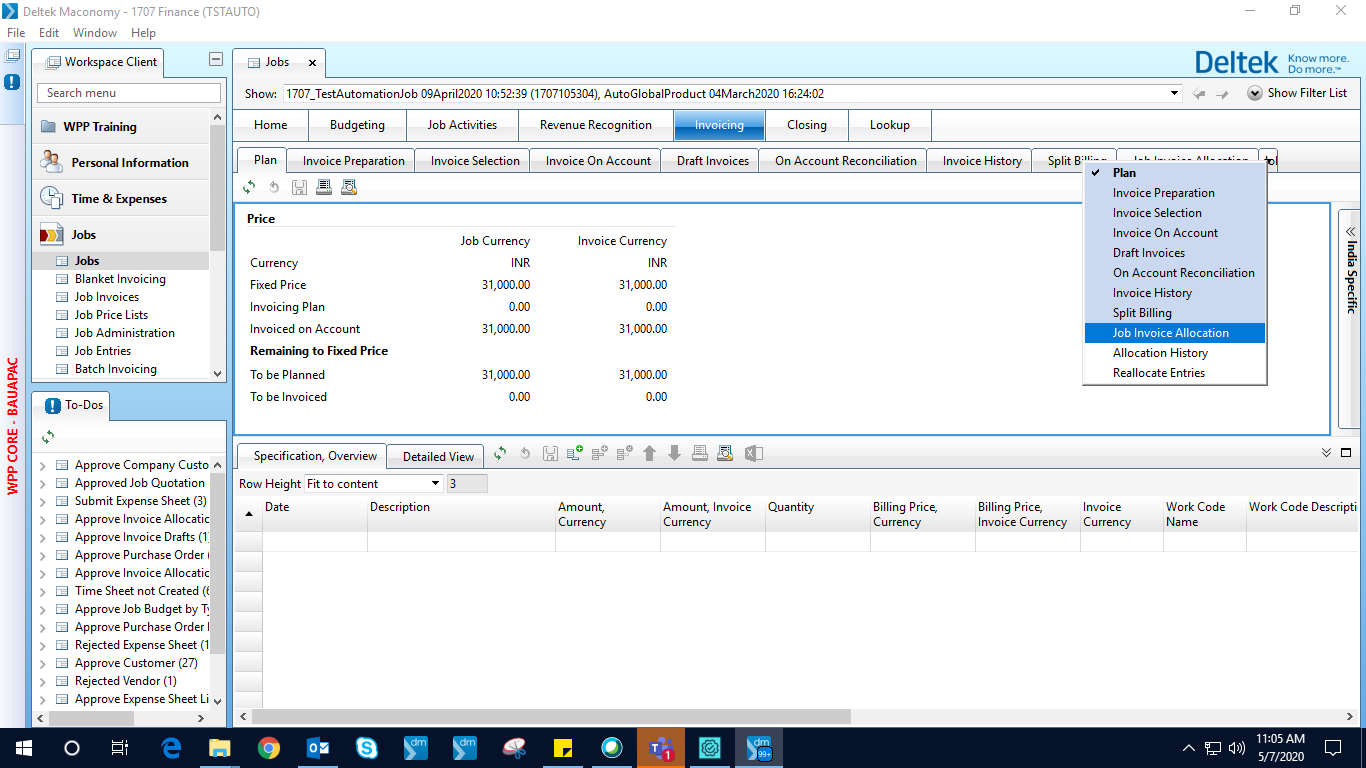 Deltek Maconomy - 1707 Finance (TSTAUTO)
File Edit Window Help
Workspace Client
Search menu
WPP Training
Personal Information
Time & Expenses
Jobs
Jobs
Blanket Invoicing
Job Invoices
Job Price Lists
Job Administration
Job Entries
Batch Invoicing
WPP CORE - BAUAPAC
To-Dos
Approve Company Custo
Approved Job Quotation
Submit Expense Sheet (3)
Approve Invoice Allocatic
Approve Invoice Drafts (1
Approve Purchase Order
Approve Invoice Allocatic
Time Sheet not Created (6
Approve Job Budget by Ty
Approve Purchase Order
Rejected Expense Sheet (1
Approve Customer (27)
Rejected Vendor (1)
Approve Expense Sheet Li
Jobs
Deltek Know more. Do more.™
Show: 1707_TestAutomationJob 09April2020 10:52:39 (1707105304), AutoGlobalProduct 04March2020 16:24:02
Show Filter List
Home Budgeting Job Activities Revenue Recognition Invoicing Closing Lookup
Plan Invoice Preparation Invoice Selection Invoice On Account Draft Invoices On Account Reconciliation Invoice History Split Billing Job Invoice Allocation
Plan
Invoice Preparation
Invoice Selection
Invoice On Account
Draft Invoices
On Account Reconciliation
Invoice History
Split Billing
Job Invoice Allocation
Allocation History
Reallocate Entries
India Specific
Price
Job Currency Invoice Currency
Currency INR INR
Fixed Price 31,000.00 31,000.00
Invoicing Plan 0.00 0.00
Invoiced on Account 31,000.00 31,000.00
Remaining to Fixed Price
To be Planned 31,000.00 31,000.00
To be Invoiced 0.00 0.00
Specification, Overview Detailed View
Row Height Fit to content 3
Date Description Amount, Currency Amount, Invoice Currency Quantity Billing Price, Currency Billing Price, Invoice Currency Invoice Currency Work Code Name Work Code Descripti
dm dm 1 dm 99+
11:05 AM
5/7/2020